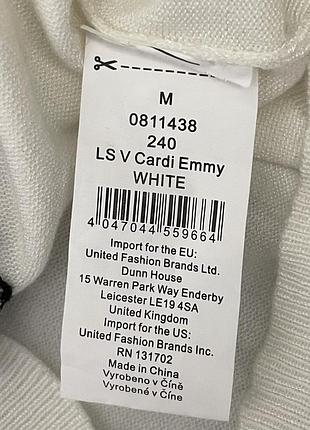 M
0811438
240
LS V Cardi Emmy
WHITE
4 047044 559664
Import for the EU:
United Fashion Brands Ltd.
Dunn House
15 Warren Park Way Enderby
Leicester LE19 4SA
United Kingdom
Import for the US:
United Fashion Brands Inc.
RN 131702
Made in China
Vyrobeno v Číně
Vyrobené v Číne